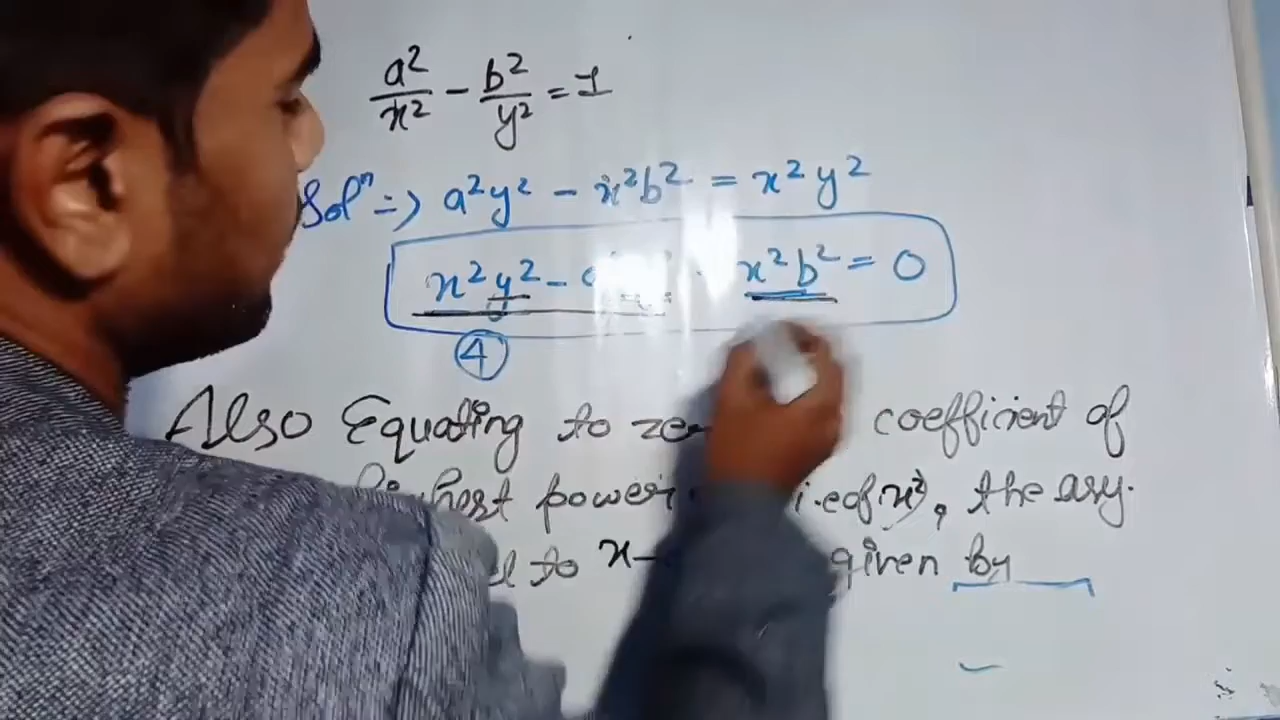 a²/x² - b²/y² = 1
Solⁿ => a²y² - x²b² = x²y²
x²y² - x²b² = 0
4
Also Equating to coefficient of
power i.e of x²), the asy.
to x- given by